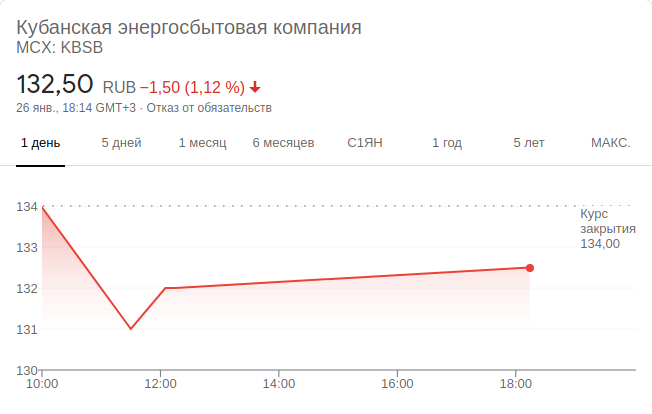 Кубанская энергосбытовая компания
MCX: KBSB
132,50 RUB −1,50 (1,12 %)
26 янв., 18:14 GMT+3 · Отказ от обязательств
1 день 5 дней 1 месяц 6 месяцев С1ЯН 1 год 5 лет МАКС.
134
Курс
закрытия
134,00
133
132
131
130
10:00 12:00 14:00 16:00 18:00